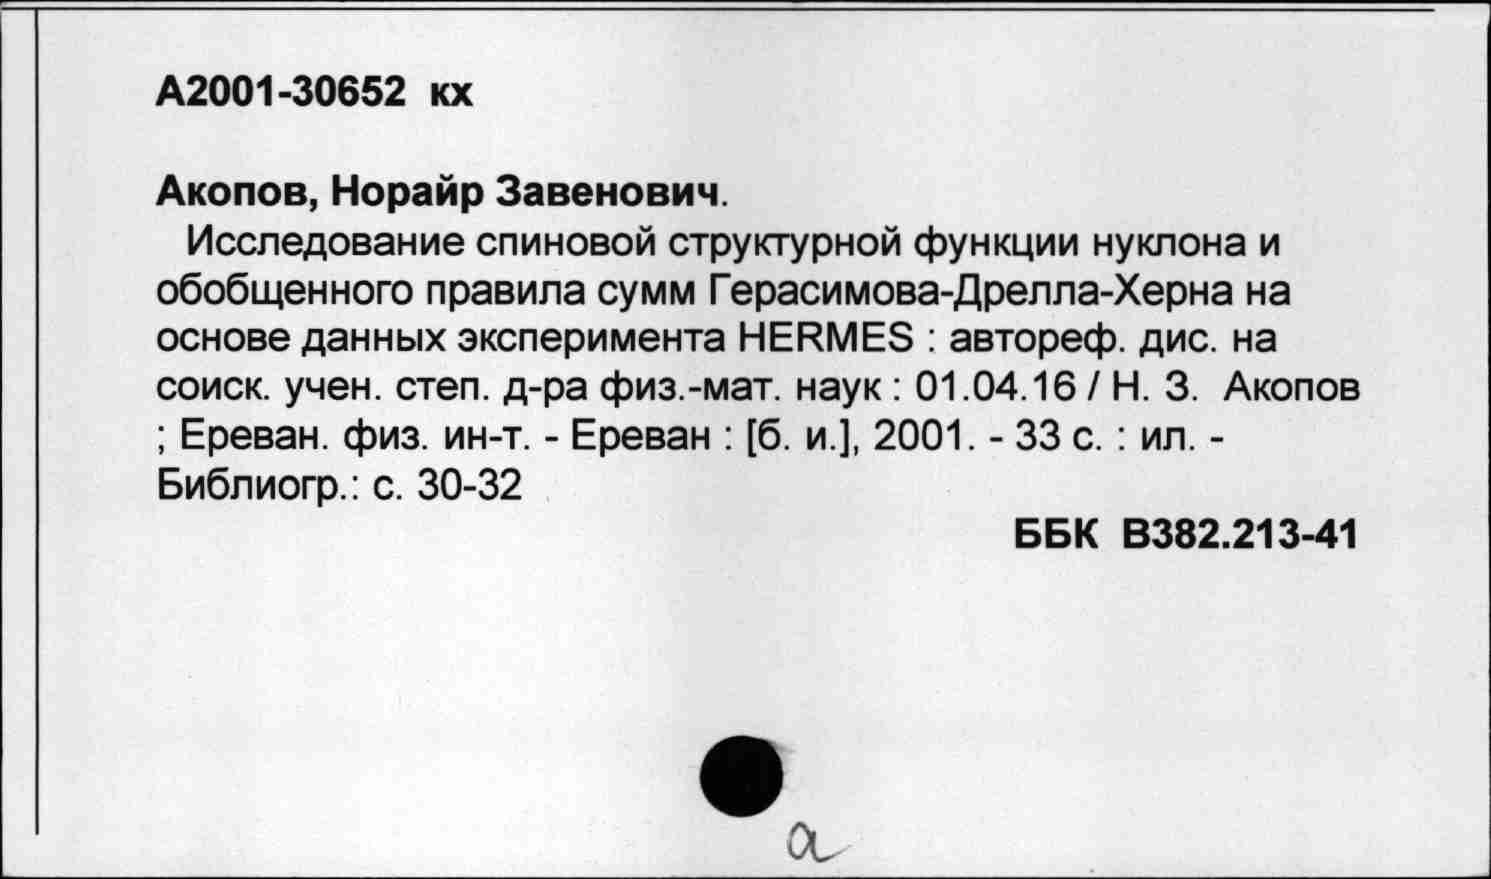 А2001-30652 кх
Акопов, Норайр Завенович.
Исследование спиновой структурной функции нуклона и
обобщенного правила сумм Герасимова-Дрелла-Херна на
основе данных эксперимента HERMES : автореф. дис. на
соиск. учен. степ. д-ра физ.-мат. наук : 01.04.16 / Н. З. Акопов
; Ереван. физ. ин-т. - Ереван : [б. и.], 2001. - 33 с. : ил. -
Библиогр.: с. 30-32
ББК В382.213-41
а